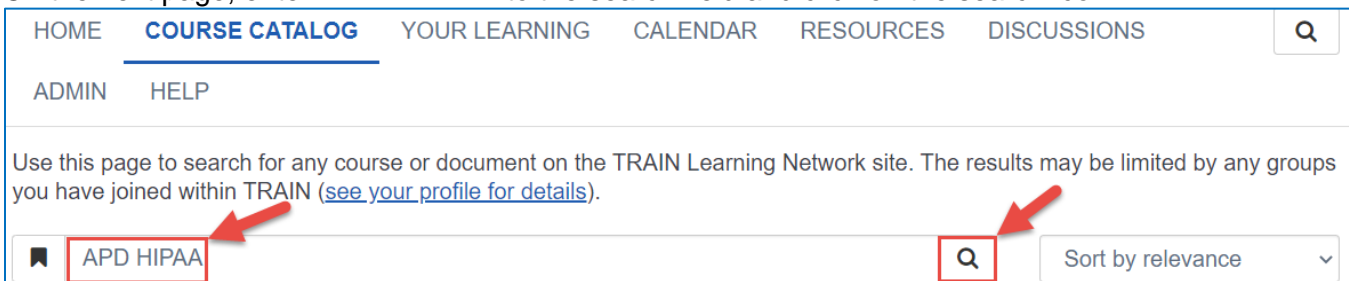 HOME COURSE CATALOG YOUR LEARNING CALENDAR RESOURCES DISCUSSIONS
ADMIN HELP
Use this page to search for any course or document on the TRAIN Learning Network site. The results may be limited by any groups
you have joined within TRAIN (see your profile for details).
APD HIPAA Sort by relevance